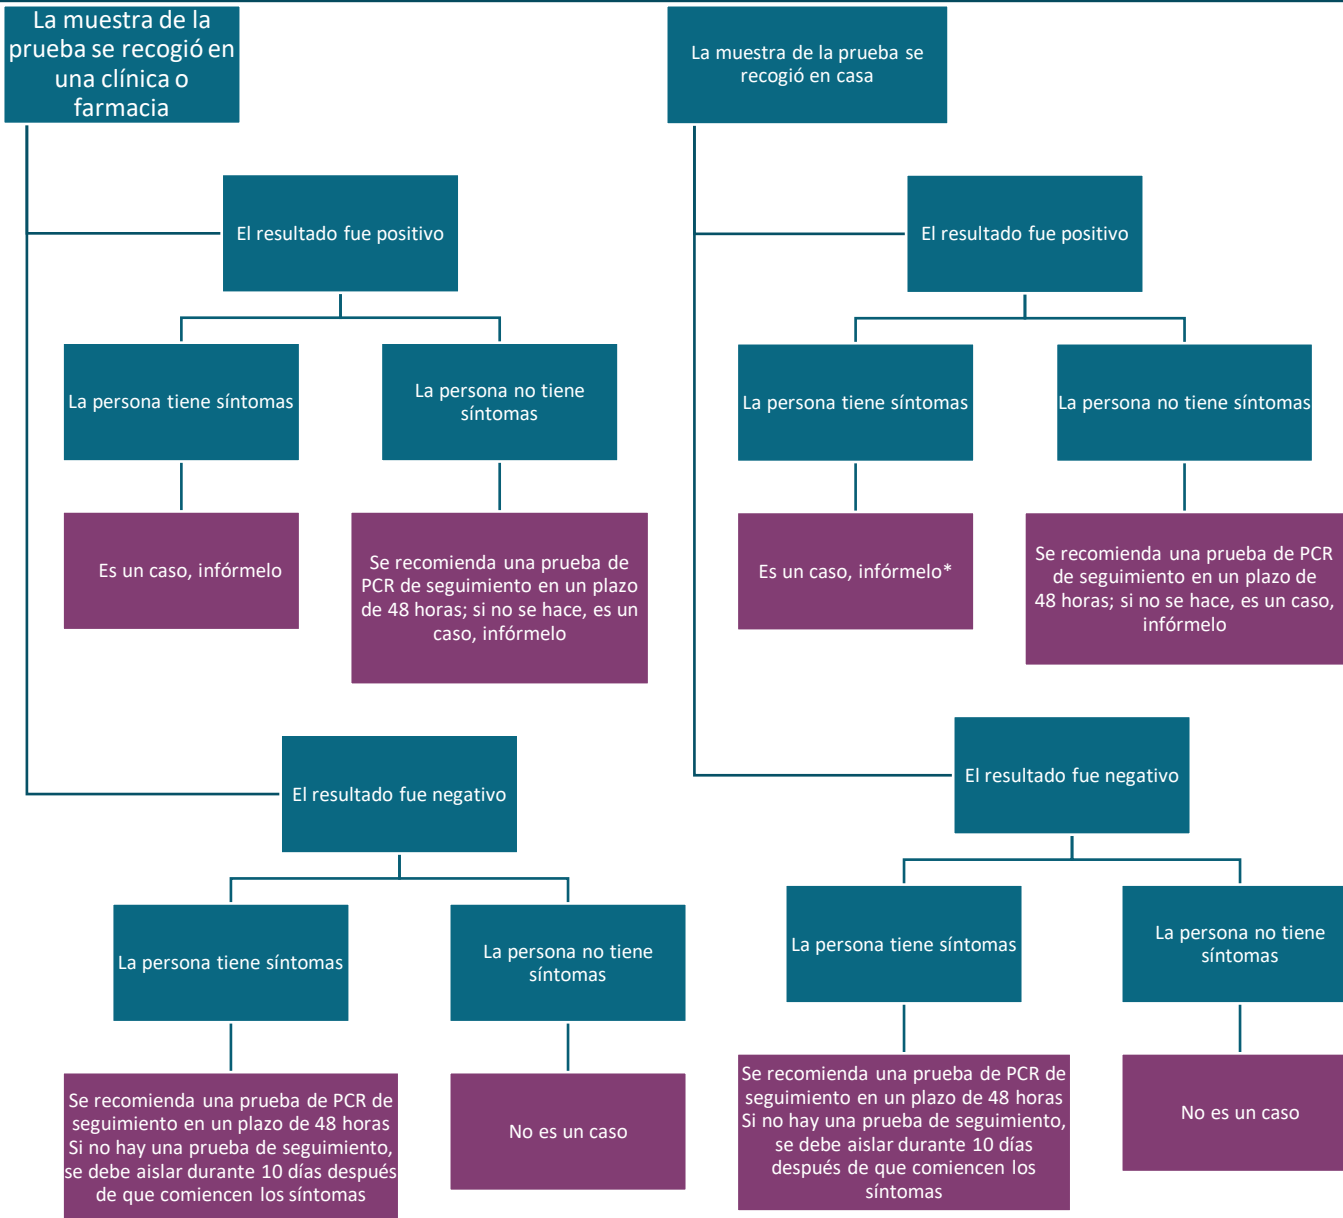 La muestra de la
prueba se recogió en
una clínica o
farmacia
El resultado fue positivo
La persona tiene síntomas
La persona no tiene
síntomas
Es un caso, infórmelo
Se recomienda una prueba de
PCR de seguimiento en un plazo
de 48 horas; si no se hace, es un
caso, infórmelo
El resultado fue negativo
La persona tiene síntomas
La persona no tiene
síntomas
Se recomienda una prueba de PCR de
seguimiento en un plazo de 48 horas
Si no hay una prueba de seguimiento,
se debe aislar durante 10 días después
de que comiencen los síntomas
No es un caso
La muestra de la prueba se
recogió en casa
El resultado fue positivo
La persona tiene síntomas
La persona no tiene síntomas
Es un caso, infórmelo*
Se recomienda una prueba de PCR
de seguimiento en un plazo de
48 horas; si no se hace, es un caso,
infórmelo
El resultado fue negativo
La persona tiene síntomas
La persona no tiene
síntomas
Se recomienda una prueba de PCR de
seguimiento en un plazo de 48 horas
Si no hay una prueba de seguimiento,
se debe aislar durante 10 días
después de que comiencen los
síntomas
No es un caso